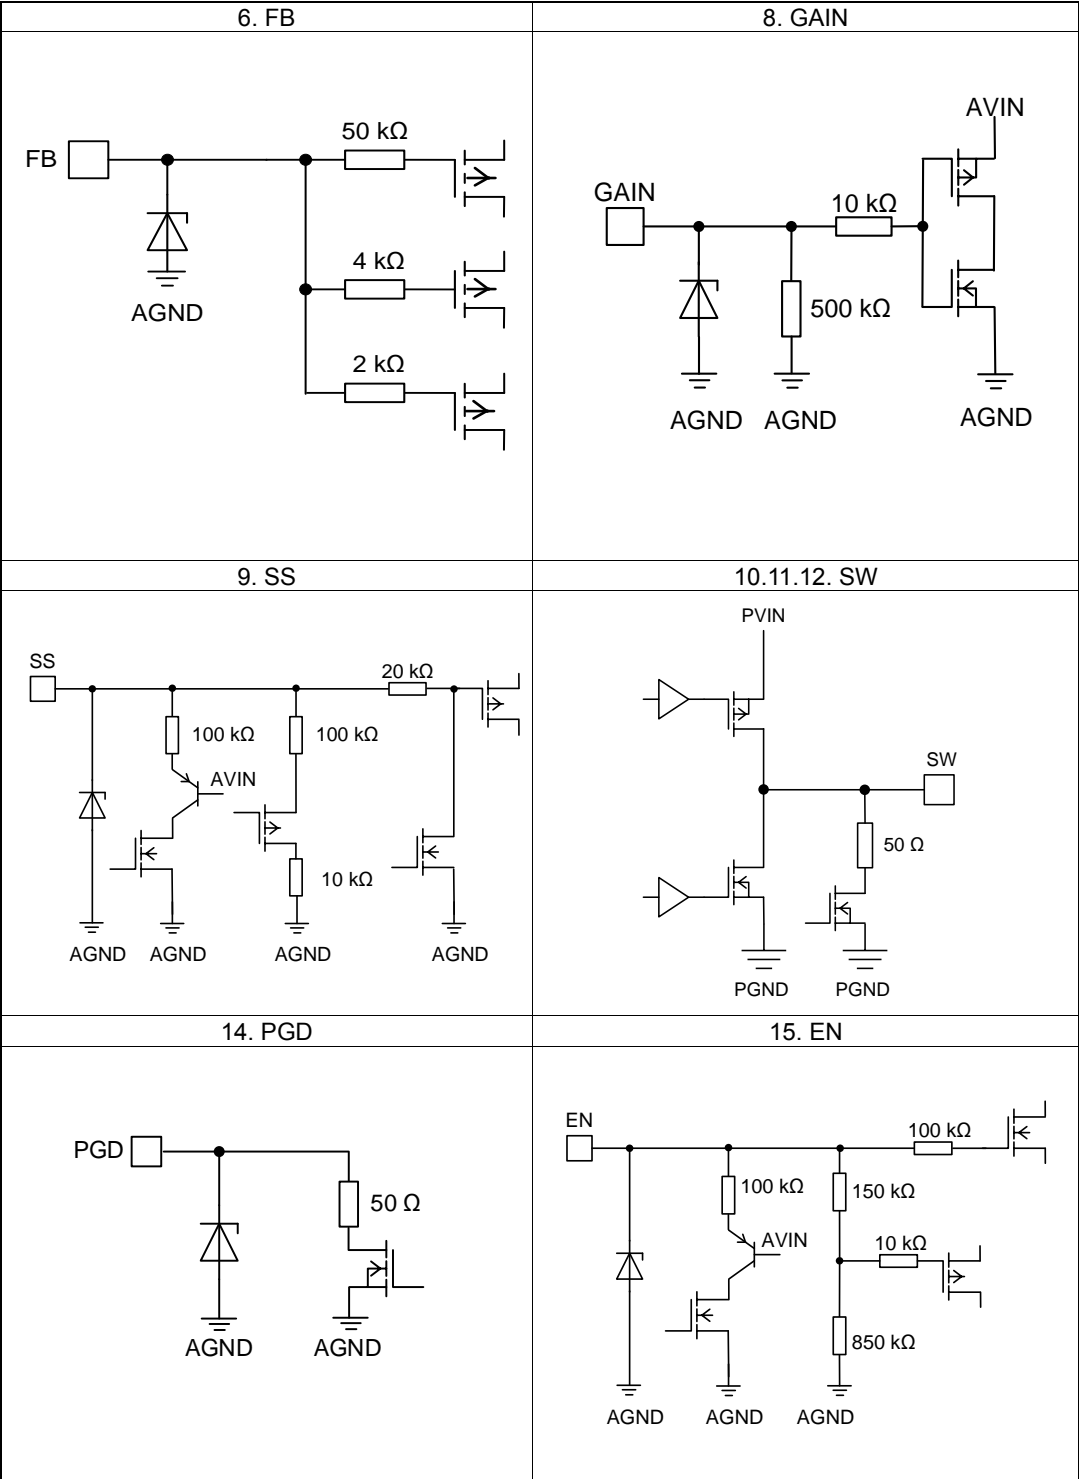 6. FB
8. GAIN
FB
50 kΩ
4 kΩ
2 kΩ
AGND
GAIN
AVIN
10 kΩ
500 kΩ
AGND AGND AGND
9. SS
10.11.12. SW
SS
20 kΩ
100 kΩ 100 kΩ
AVIN
10 kΩ
AGND AGND AGND AGND
PVIN
SW
50 Ω
PGND PGND
14. PGD
15. EN
PGD
50 Ω
AGND AGND
EN
100 kΩ
100 kΩ 150 kΩ
AVIN
10 kΩ
850 kΩ
AGND AGND AGND